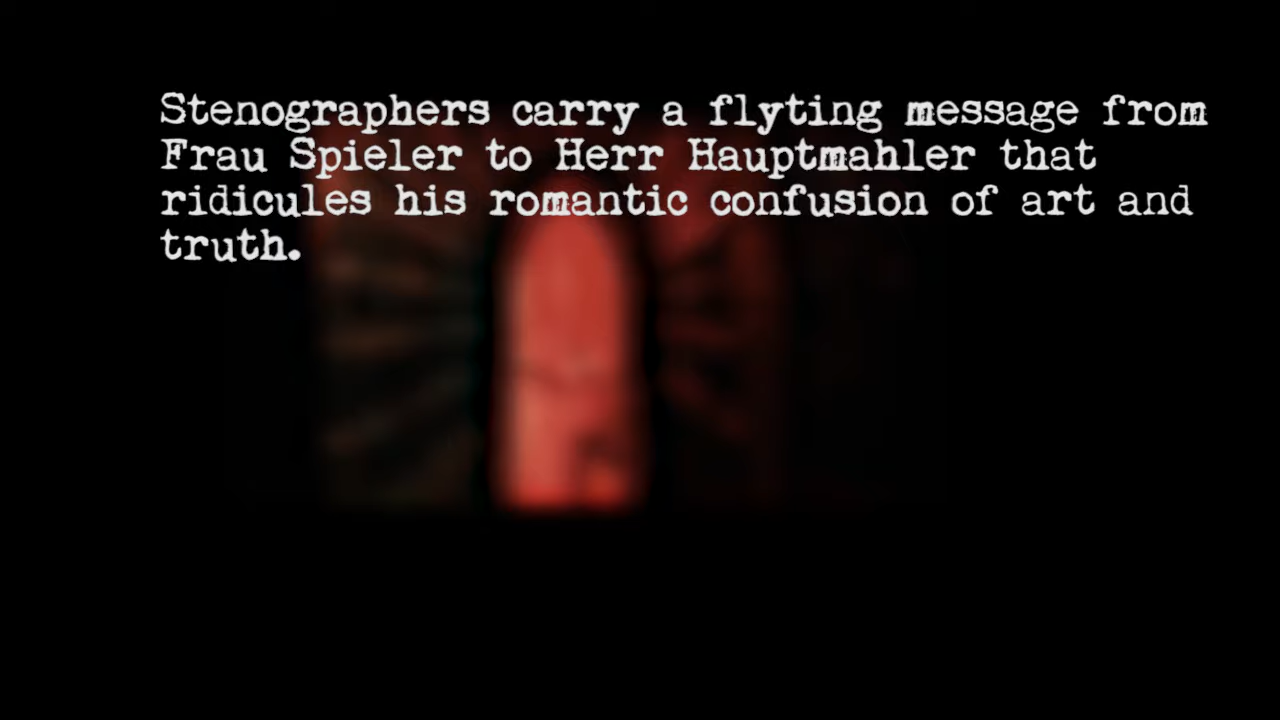 Stenographers carry a flyting message from
Frau Spieler to Herr Hauptmahler that
ridicules his romantic confusion of art and
truth.